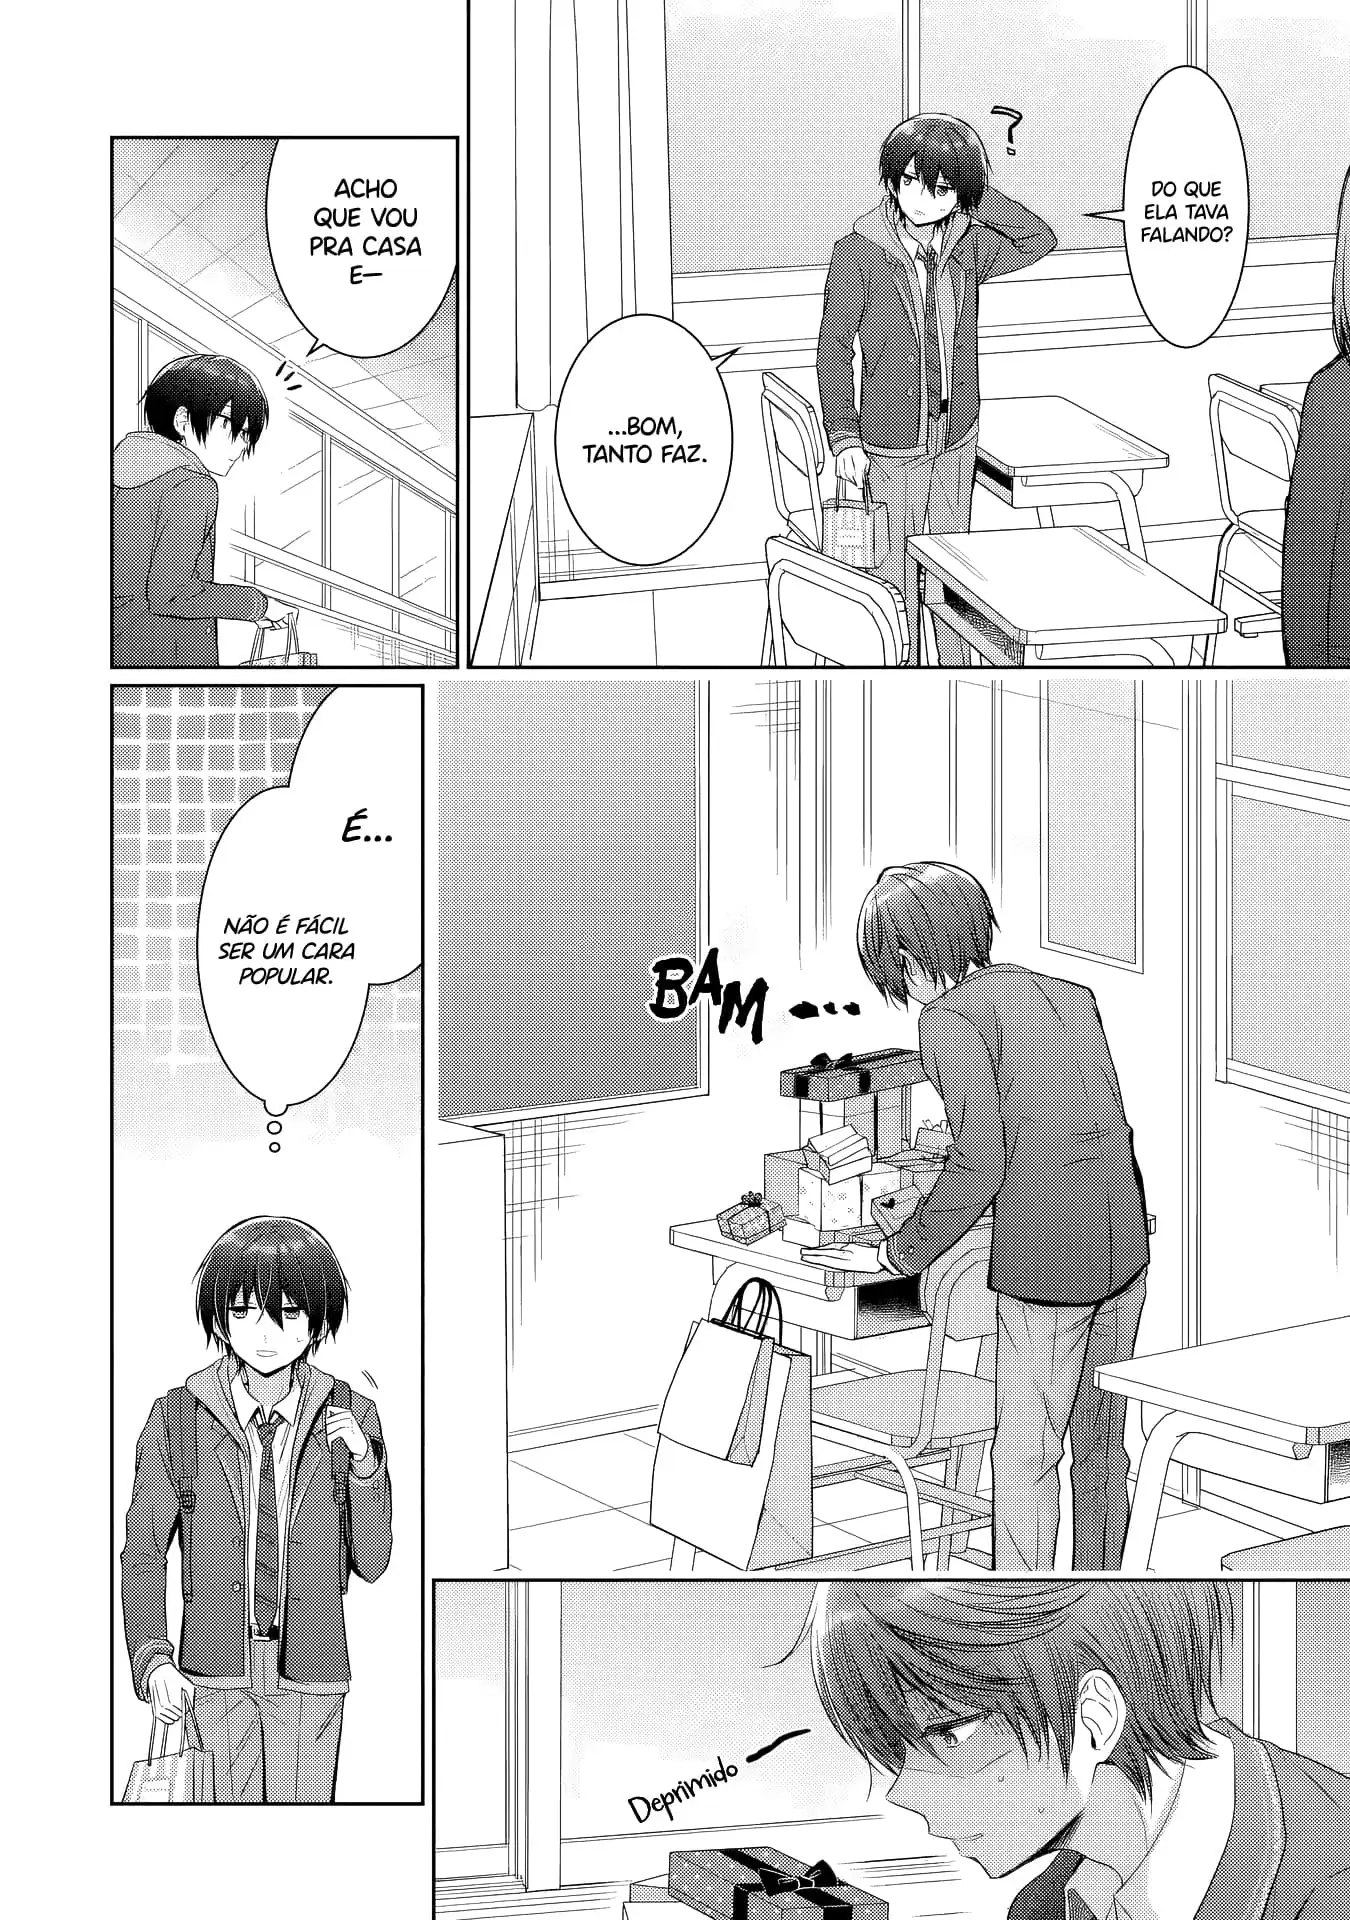 ?
DO QUE
ELA TAVA
FALANDO?
...BOM,
TANTO FAZ.
ACHO
QUE VOU
PRA CASA
E—
BAM
Deprimido
É...
NÃO É FÁCIL
SER UM CARA
POPULAR.